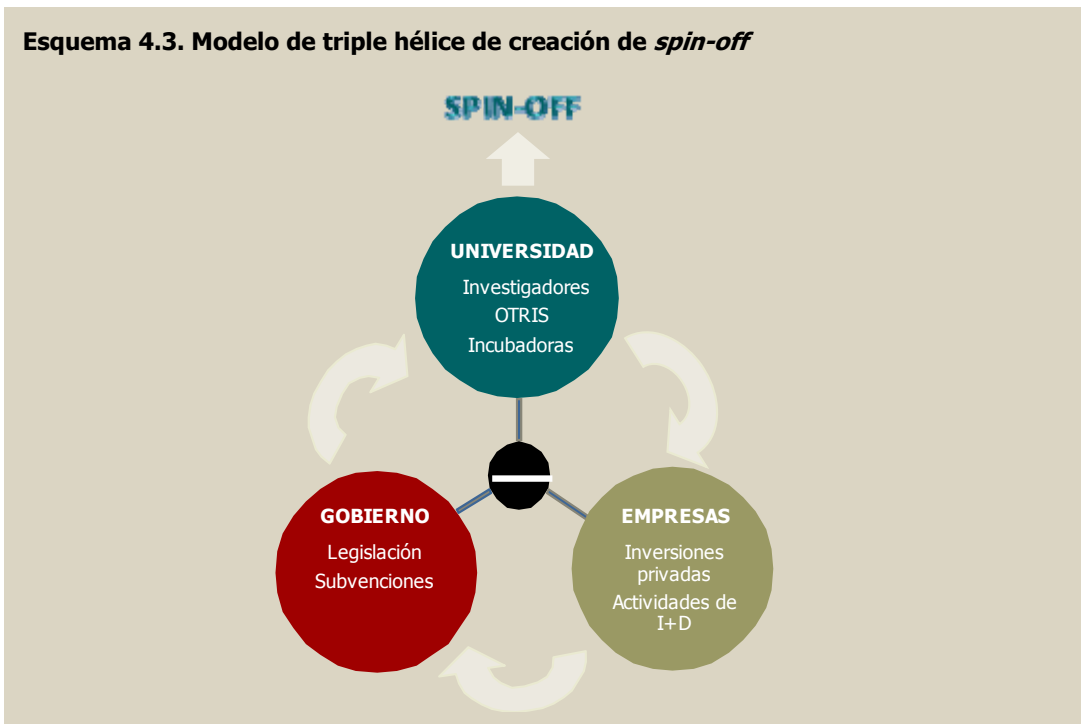 Esquema 4.3. Modelo de triple hélice de creación de spin-off
SPIN-OFF
UNIVERSIDAD
Investigadores
OTRIS
Incubadoras
GOBIERNO
Legislación
Subvenciones
EMPRESAS
Inversiones
privadas
Actividades de
I+D